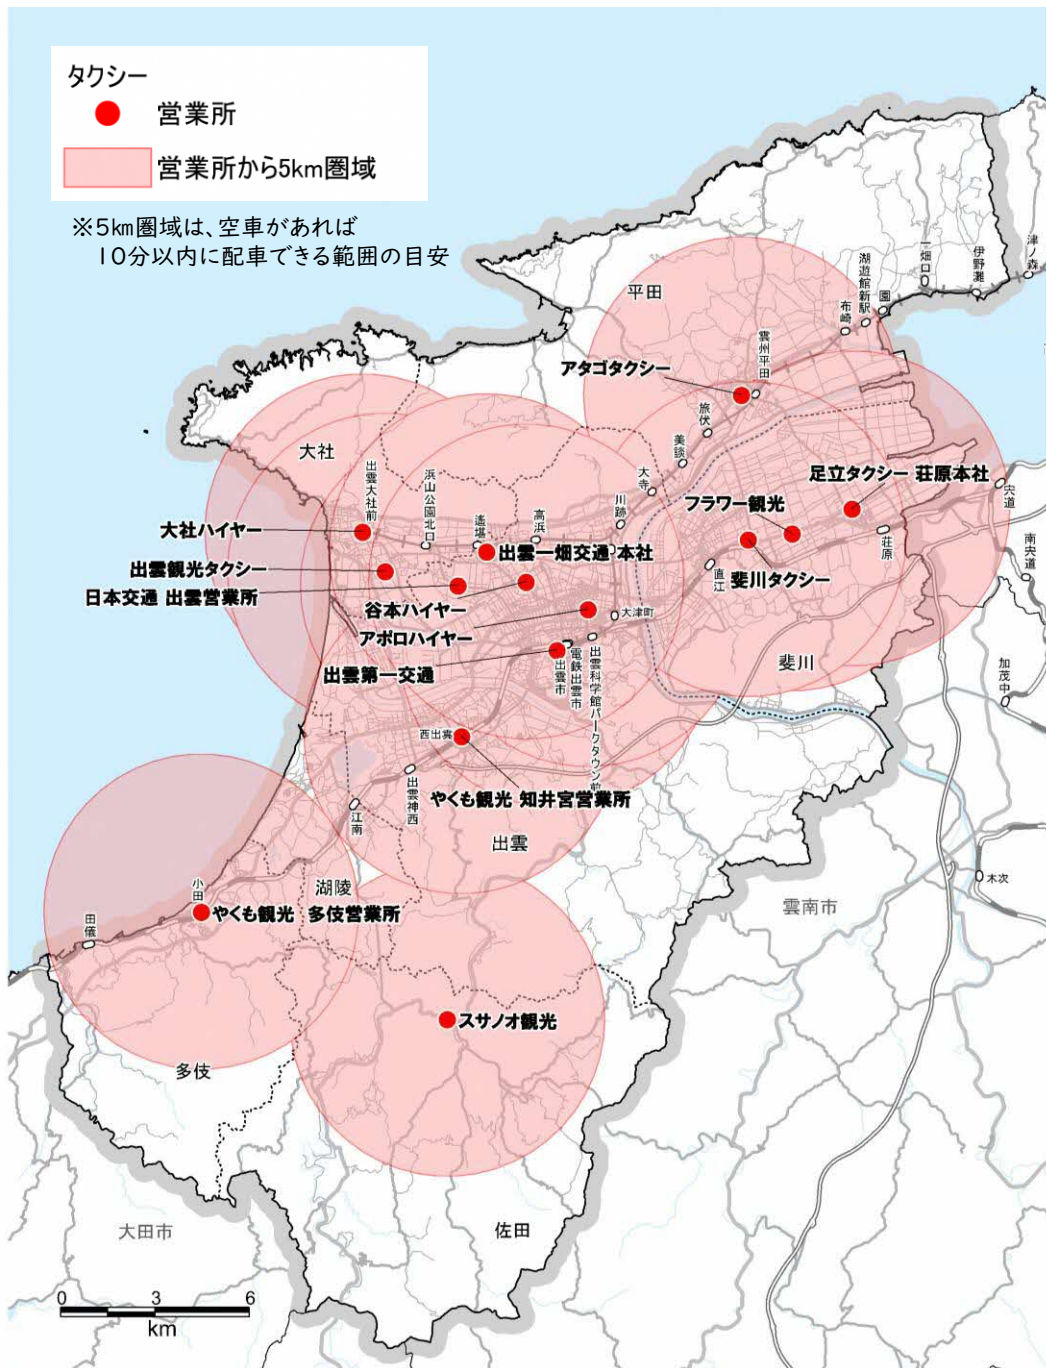 タクシー
営業所
営業所から5km圏域
※5km圏域は、空車があれば
10分以内に配車できる範囲の目安
平田
津ノ森
伊野灘
一畑口
園
湖遊館新駅
布崎
雲州平田
アタゴタクシー
旅伏
美談
大寺
川跡
大社
出雲大社前
浜山公園北口
遙堪
高浜
足立タクシー 荘原本社
フラワー観光
宍道
荘原
南宍道
大社ハイヤー
出雲一畑交通 本社
斐川タクシー
直江
出雲観光タクシー
日本交通 出雲営業所
谷本ハイヤー
アポロハイヤー
大津町
出雲第一交通
出雲市
電鉄出雲市
出雲科学館パークタウン前
斐川
加茂中
西出雲
出雲神西
やくも観光 知井宮営業所
江南
出雲
木次
雲南市
小田
湖陵
やくも観光 多伎営業所
田儀
スサノオ観光
多伎
佐田
大田市
0 3 6
km